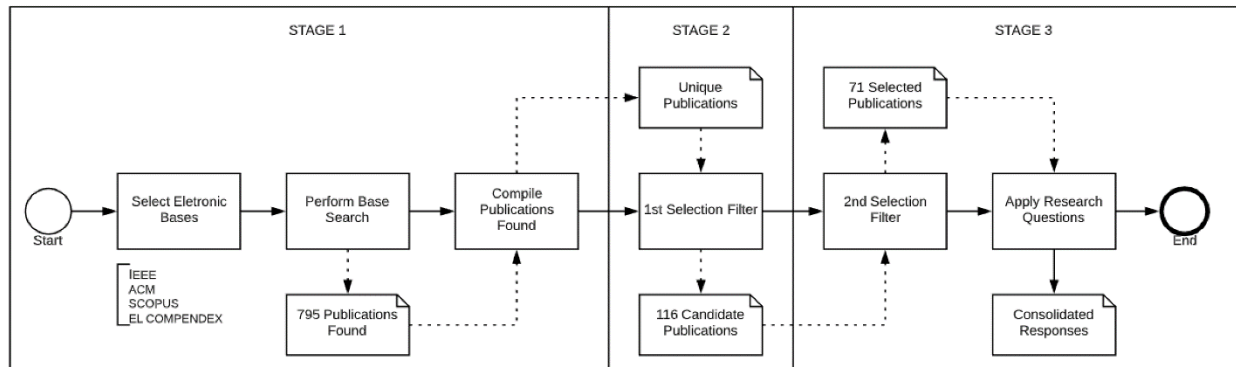 STAGE 1
STAGE 2
STAGE 3
Unique
Publications
71 Selected
Publications
Start
Select Eletronic
Bases
Perform Base
Search
Compile
Publications
Found
1st Selection Filter
2nd Selection
Filter
Apply Research
Questions
End
IEEE
ACM
SCOPUS
EL COMPENDEX
795 Publications
Found
116 Candidate
Publications
Consolidated
Responses